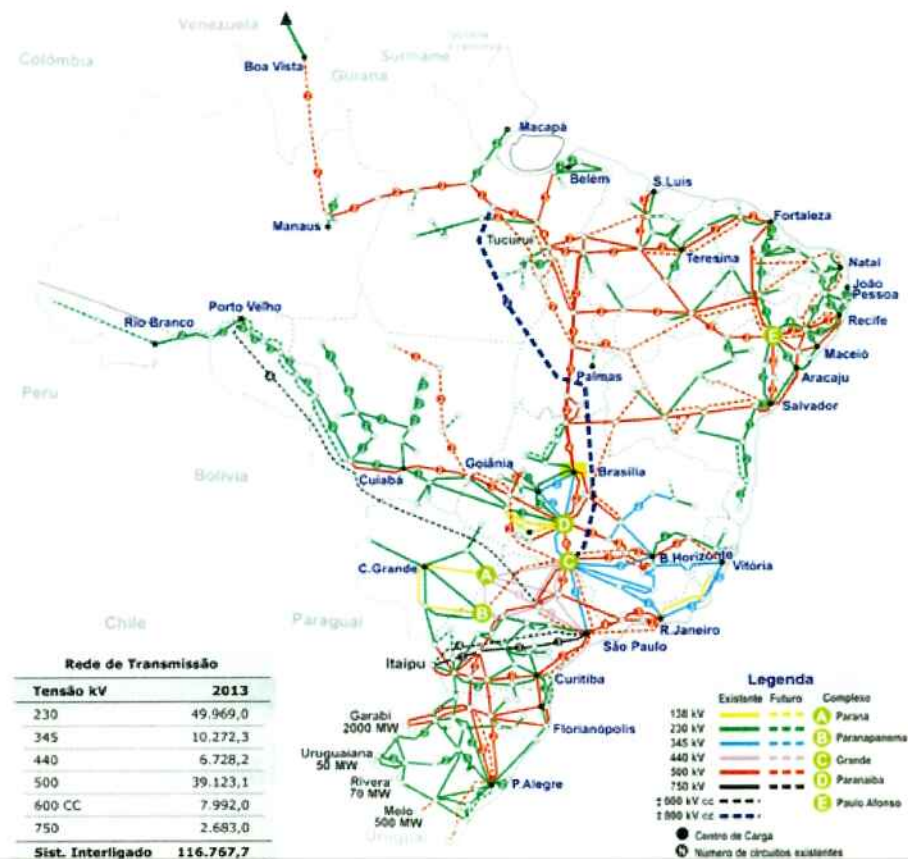 Venezuela
Colômbia
Suriname
Boa Vista
Guiana
Macapá
Belém
S.Luis
Manaus
Fortaleza
Tucuruí
Teresina
Natal
João
Pessoa
Porto Velho
Rio Branco
Recife
Maceió
Peru
Palmas
Aracaju
Salvador
E
Goiânia
Brasília
Cuiabá
Bolívia
D
C
B.Horizonte
Vitória
C.Grande
A
B
Chile
Paraguai
R.Janeiro
São Paulo
Itaipu
Curitiba
Garabi
2000 MW
Florianópolis
Uruguaiana
50 MW
Rivera
70 MW
P.Alegre
Melo
500 MW
Uruguai
Rede de Transmissão
Tensão kV 2013
230 49.969,0
345 10.272,3
440 6.728,2
500 39.123,1
600 CC 7.992,0
750 2.683,0
Sist. Interligado 116.767,7
Legenda
Existente Futuro Complexo
138 kV A Paraná
230 kV B Paranapanema
345 kV
440 kV C Grande
500 kV D Paranaíba
750 kV
± 600 kV cc E Paulo Afonso
± 800 kV cc
Centro de Carga
N Número de circuitos existentes